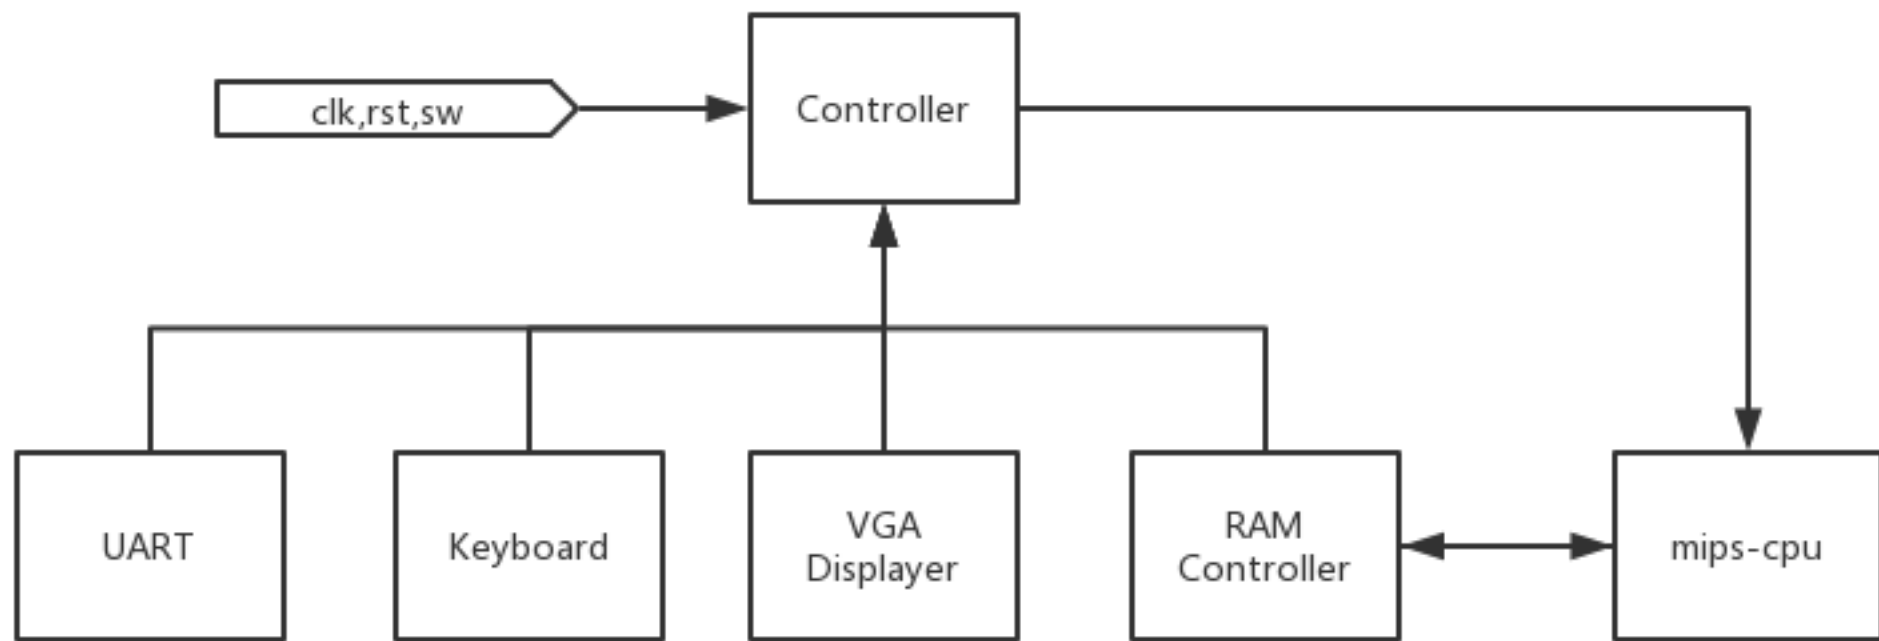 clk,rst,sw
Controller
UART
Keyboard
VGA
Displayer
RAM
Controller
mips-cpu